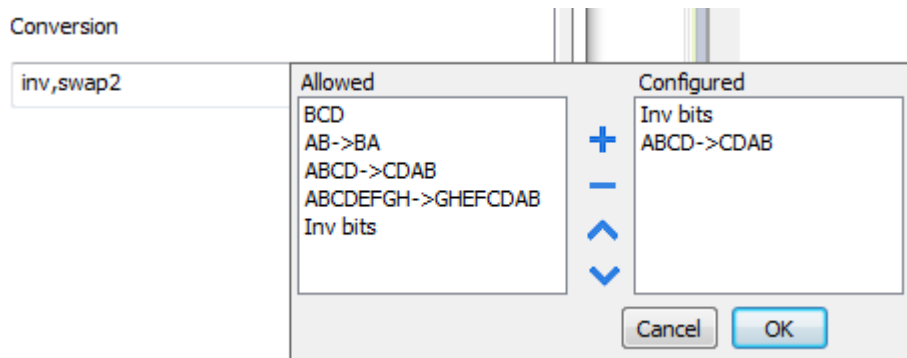 Conversion
inv,swap2
Allowed
BCD
AB->BA
ABCD->CDAB
ABCDEFGH->GHEFCDAB
Inv bits
Configured
Inv bits
ABCD->CDAB
Cancel
OK